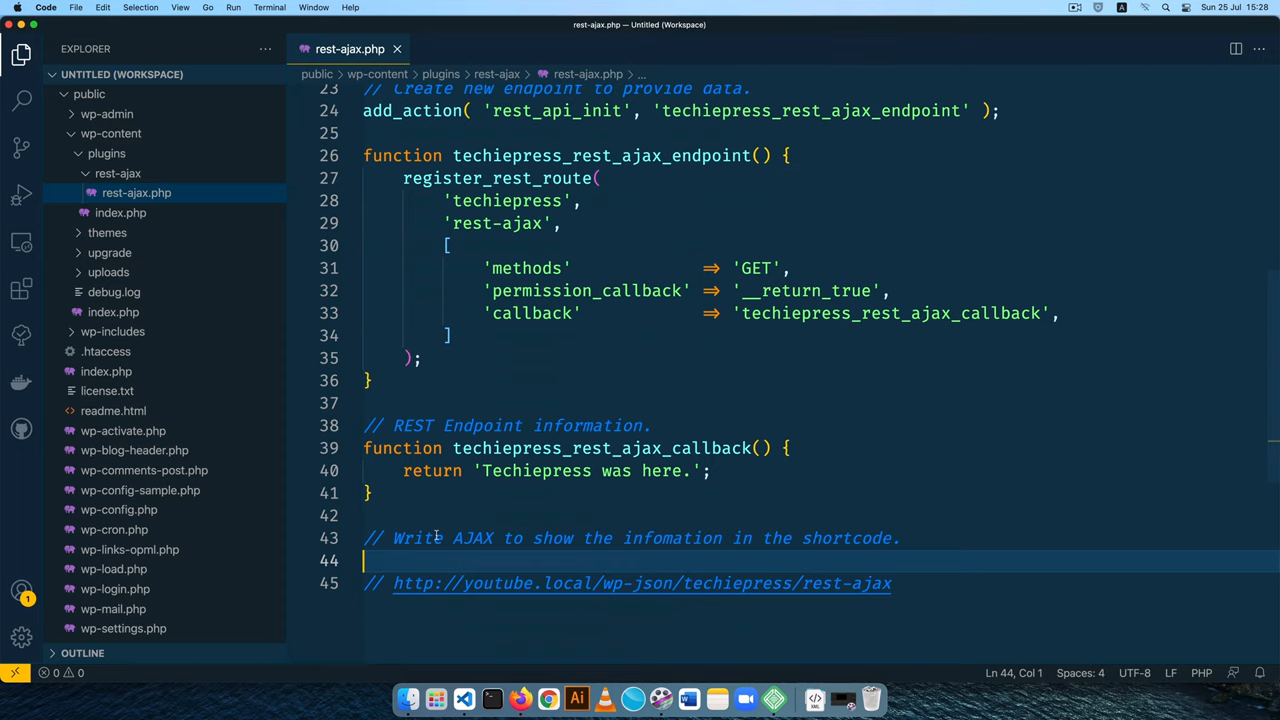 Code File Edit Selection View Go Run Terminal Window Help
A Sun 25 Jul 15:28
rest-ajax.php — Untitled (Workspace)
EXPLORER
UNTITLED (WORKSPACE)
public
wp-admin
wp-content
plugins
rest-ajax
rest-ajax.php
index.php
themes
upgrade
uploads
debug.log
index.php
wp-includes
.htaccess
index.php
license.txt
readme.html
wp-activate.php
wp-blog-header.php
wp-comments-post.php
wp-config-sample.php
wp-config.php
wp-cron.php
wp-links-opml.php
wp-load.php
wp-login.php
wp-mail.php
wp-settings.php
OUTLINE
1
rest-ajax.php
public > wp-content > plugins > rest-ajax > rest-ajax.php > ...
23 // Create new endpoint to provide data.
24 add_action( 'rest_api_init', 'techiepress_rest_ajax_endpoint' );
25
26 function techiepress_rest_ajax_endpoint() {
27 register_rest_route(
28 'techiepress',
29 'rest-ajax',
30 [
31 'methods' => 'GET',
32 'permission_callback' => '__return_true',
33 'callback' => 'techiepress_rest_ajax_callback',
34 ]
35 );
36 }
37
38 // REST Endpoint information.
39 function techiepress_rest_ajax_callback() {
40 return 'Techiepress was here.';
41 }
42
43 // Write AJAX to show the infomation in the shortcode.
44
45 // http://youtube.local/wp-json/techiepress/rest-ajax
0 0
Ln 44, Col 1 Spaces: 4 UTF-8 LF PHP
Ai
W
XML